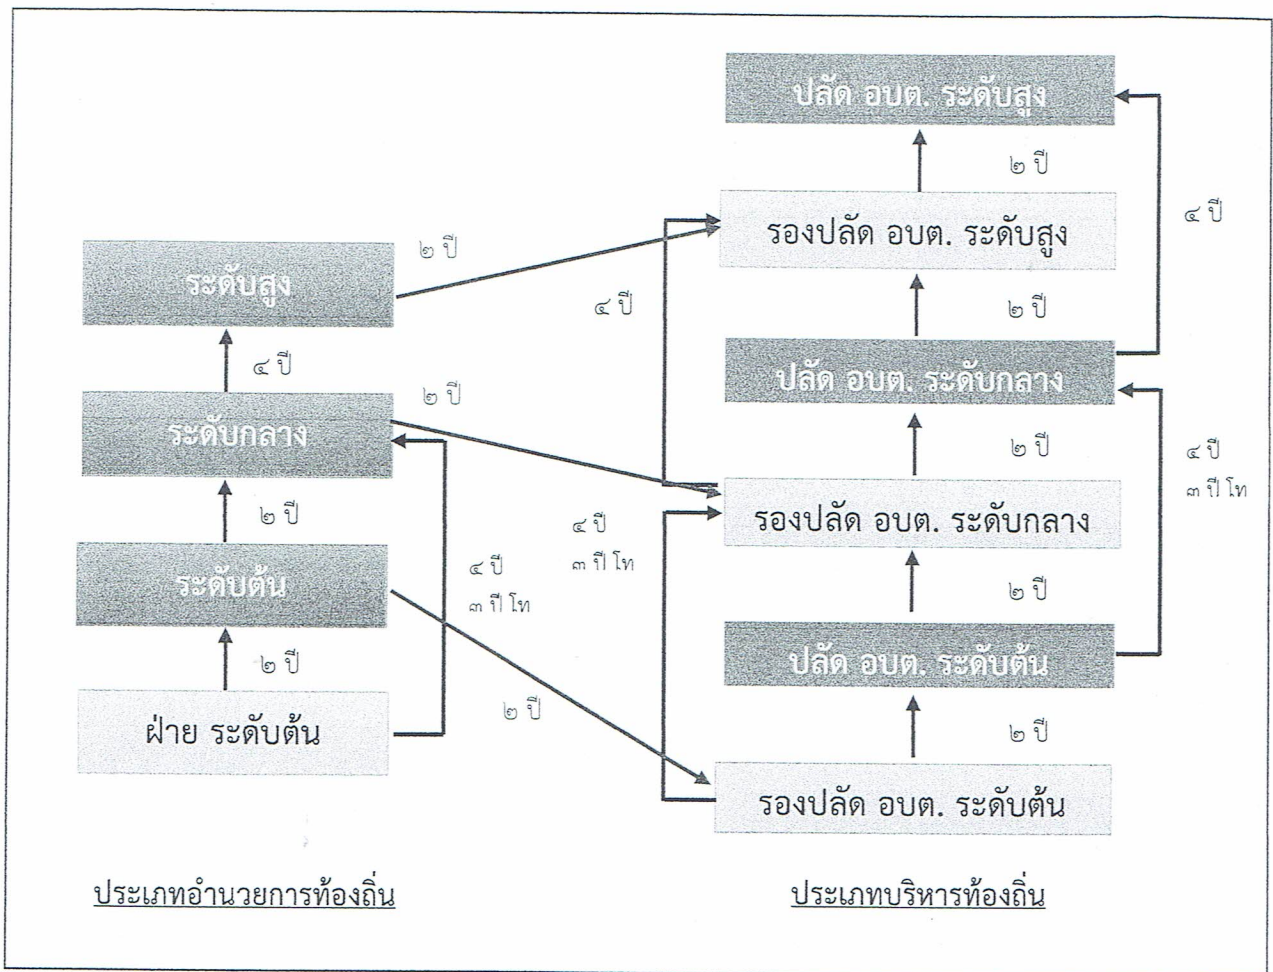 ปลัด อบต. ระดับสูง
๒ ปี
๔ ปี
รองปลัด อบต. ระดับสูง
๒ ปี
ระดับสูง
๔ ปี
๒ ปี
๔ ปี
ปลัด อบต. ระดับกลาง
๒ ปี
ระดับกลาง
๒ ปี
๔ ปี
๓ ปี โท
รองปลัด อบต. ระดับกลาง
๒ ปี
๔ ปี
๓ ปี โท
ระดับต้น
๔ ปี
๓ ปี โท
๒ ปี
ปลัด อบต. ระดับต้น
๒ ปี
ฝ่าย ระดับต้น
๒ ปี
๒ ปี
รองปลัด อบต. ระดับต้น
ประเภทอำนวยการท้องถิ่น
ประเภทบริหารท้องถิ่น